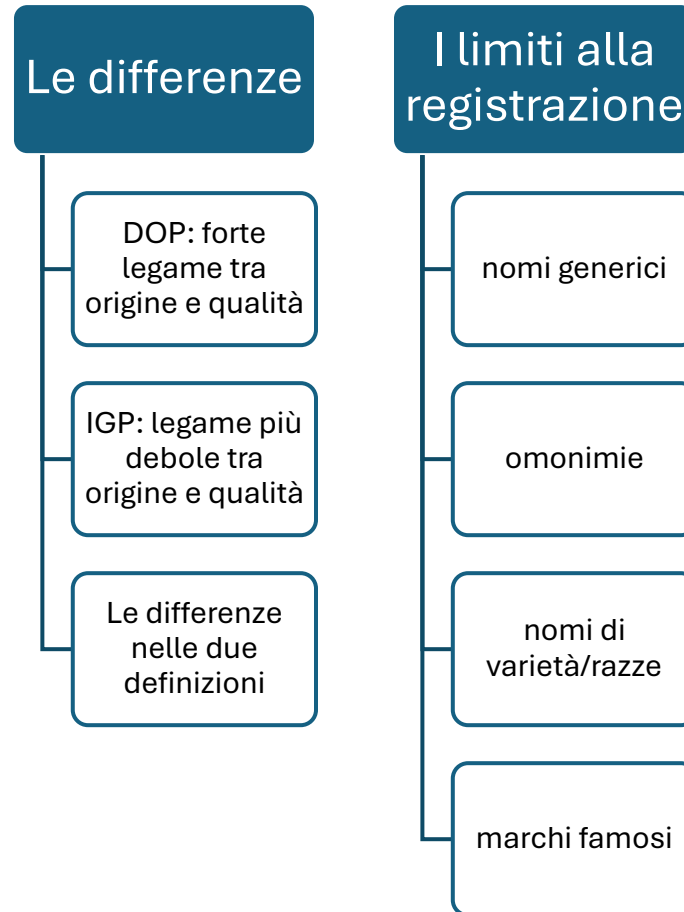 Le differenze
DOP: forte
legame tra
origine e qualità
IGP: legame più
debole tra
origine e qualità
Le differenze
nelle due
definizioni
I limiti alla
registrazione
nomi generici
omonimie
nomi di
varietà/razze
marchi famosi